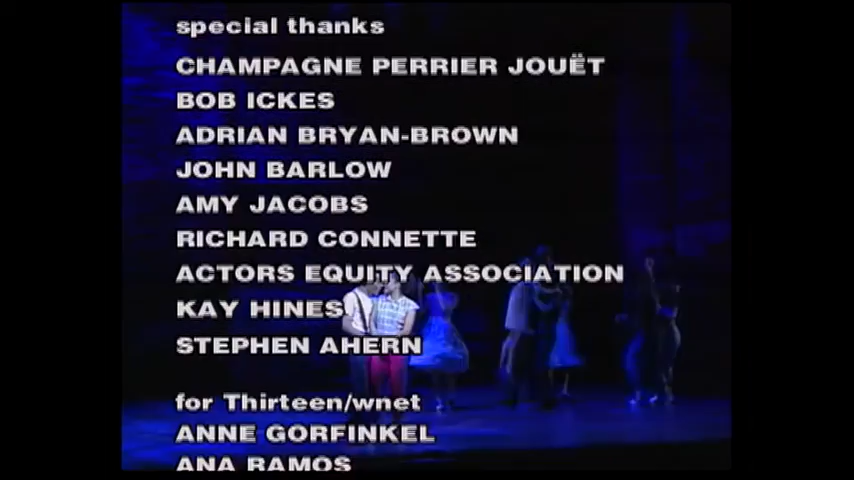 special thanks
CHAMPAGNE PERRIER JOUËT
BOB ICKES
ADRIAN BRYAN-BROWN
JOHN BARLOW
AMY JACOBS
RICHARD CONNETTE
ACTORS EQUITY ASSOCIATION
KAY HINES
STEPHEN AHERN
for Thirteen/wnet
ANNE GORFINKEL
ANA RAMOS